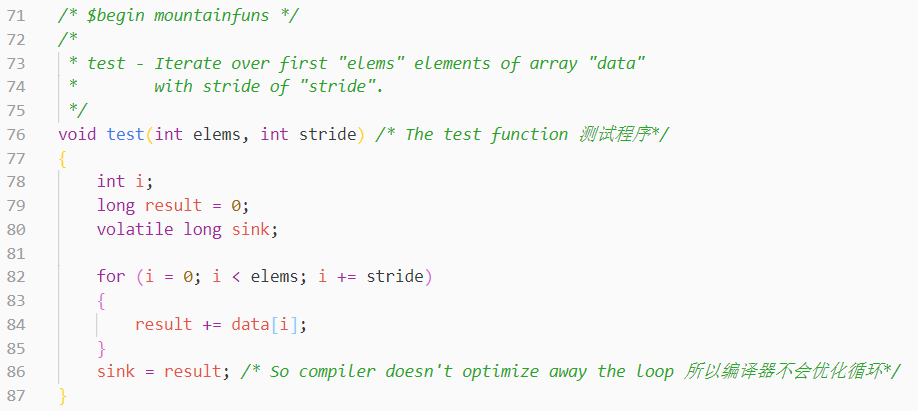 71 /* $begin mountainfuns */
72 /*
73  * test - Iterate over first "elems" elements of array "data"
74  *        with stride of "stride".
75  */
76 void test(int elems, int stride) /* The test function 测试程序*/
77 {
78     int i;
79     long result = 0;
80     volatile long sink;
81
82     for (i = 0; i < elems; i += stride)
83     {
84         result += data[i];
85     }
86     sink = result; /* So compiler doesn't optimize away the loop 所以编译器不会优化循环*/
87 }